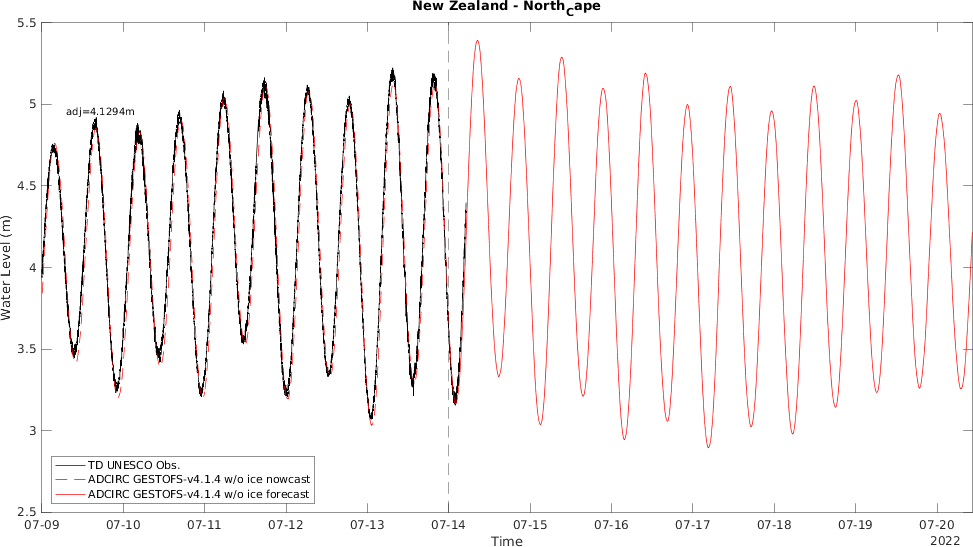 New Zealand - NorthCape
5.5
5
4.5
4
3.5
3
2.5
Water Level (m)
adj=4.1294m
TD UNESCO Obs.
ADCIRC GESTOFS-v4.1.4 w/o ice nowcast
ADCIRC GESTOFS-v4.1.4 w/o ice forecast
07-09 07-10 07-11 07-12 07-13 07-14 07-15 07-16 07-17 07-18 07-19 07-20
Time
2022